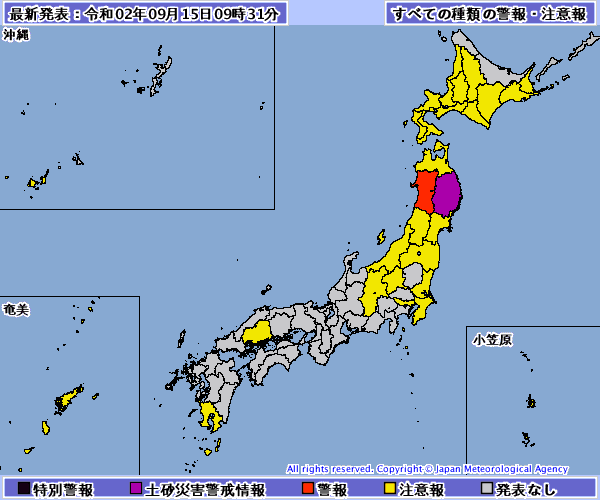 最新発表：令和02年09月15日09時31分
すべての種類の警報・注意報
沖縄
奄美
小笠原
All rights reserved. Copyright © Japan Meteorological Agency
特別警報 土砂災害警戒情報 警報 注意報 発表なし